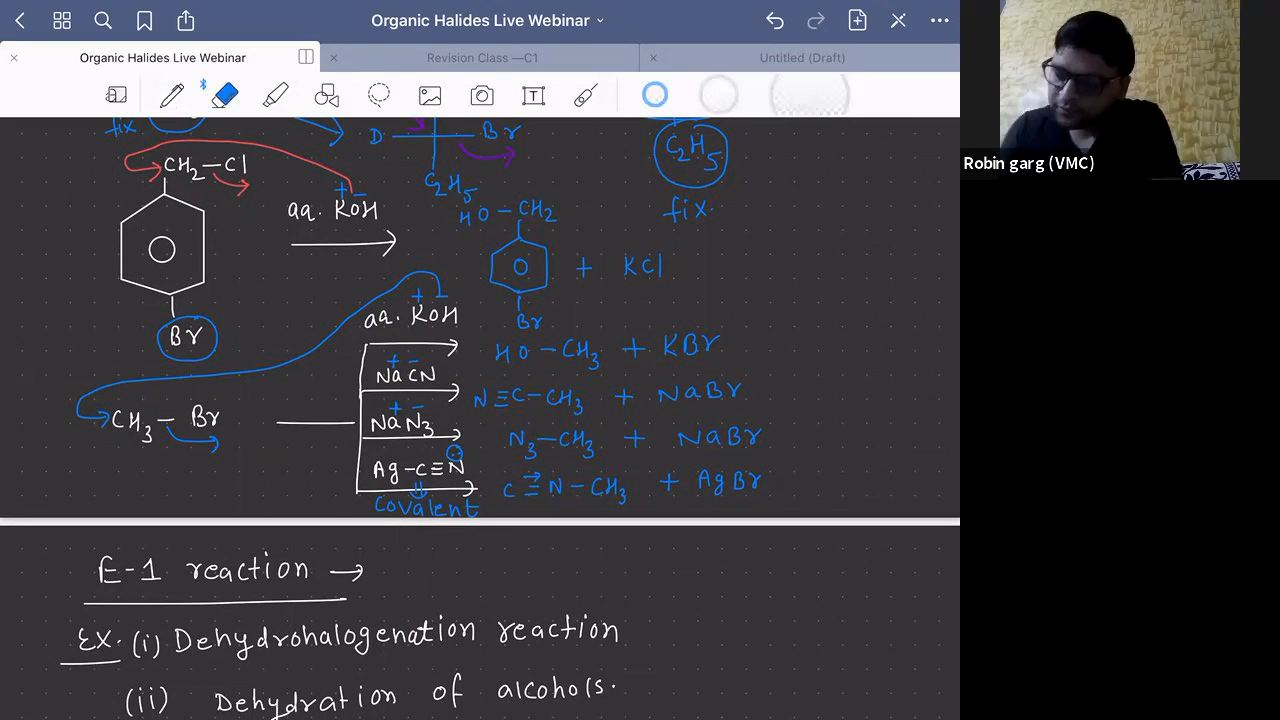 Organic Halides Live Webinar
Organic Halides Live Webinar
Revision Class —C1
Untitled (Draft)
Robin garg (VMC)
fix
D
Br
C2H5
C2H5
fix.
CH2—Cl
+ −
aq. KOH
HO—CH2
+ KCl
Br
Br
+ −
aq. KOH
HO—CH3 + KBr
+ −
NaCN
N≡C—CH3 + NaBr
+ −
NaN3
N3—CH3 + NaBr
CH3—Br
Ag—C≡N
C≡N—CH3 + AgBr
Covalent
E-1 reaction →
EX. (i) Dehydrohalogenation reaction
(ii) Dehydration of alcohols.